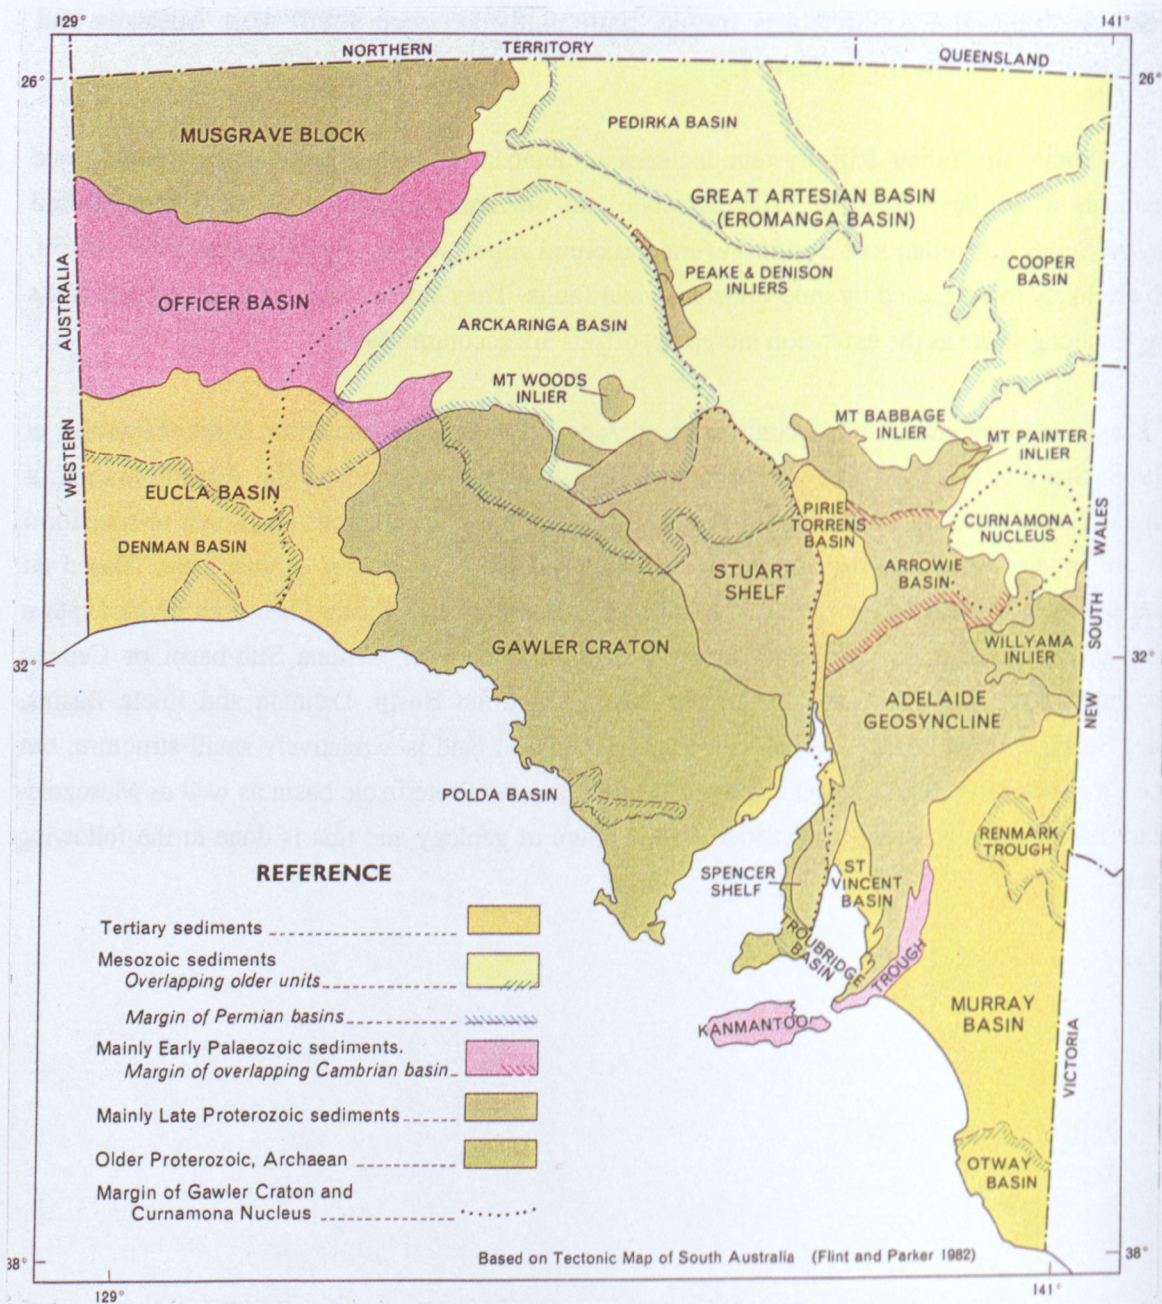 129°
141°
NORTHERN TERRITORY
QUEENSLAND
26°
26°
MUSGRAVE BLOCK
PEDIRKA BASIN
GREAT ARTESIAN BASIN
(EROMANGA BASIN)
COOPER
BASIN
PEAKE & DENISON
INLIERS
OFFICER BASIN
ARCKARINGA BASIN
WESTERN AUSTRALIA
MT WOODS
INLIER
MT BABBAGE
INLIER
MT PAINTER
INLIER
EUCLA BASIN
PIRIE
TORRENS
BASIN
CURNAMONA
NUCLEUS
DENMAN BASIN
STUART
SHELF
ARROWIE
BASIN
NEW SOUTH WALES
GAWLER CRATON
WILLYAMA
INLIER
32°
32°
ADELAIDE
GEOSYNCLINE
POLDA BASIN
RENMARK
TROUGH
SPENCER
SHELF
ST
VINCENT
BASIN
TROUBRIDGE
BASIN
KANMANTOO TROUGH
MURRAY
BASIN
VICTORIA
OTWAY
BASIN
REFERENCE
Tertiary sediments
Mesozoic sediments
Overlapping older units
Margin of Permian basins
Mainly Early Palaeozoic sediments.
Margin of overlapping Cambrian basin
Mainly Late Proterozoic sediments
Older Proterozoic, Archaean
Margin of Gawler Craton and
Curnamona Nucleus
Based on Tectonic Map of South Australia (Flint and Parker 1982)
38°
38°
129°
141°